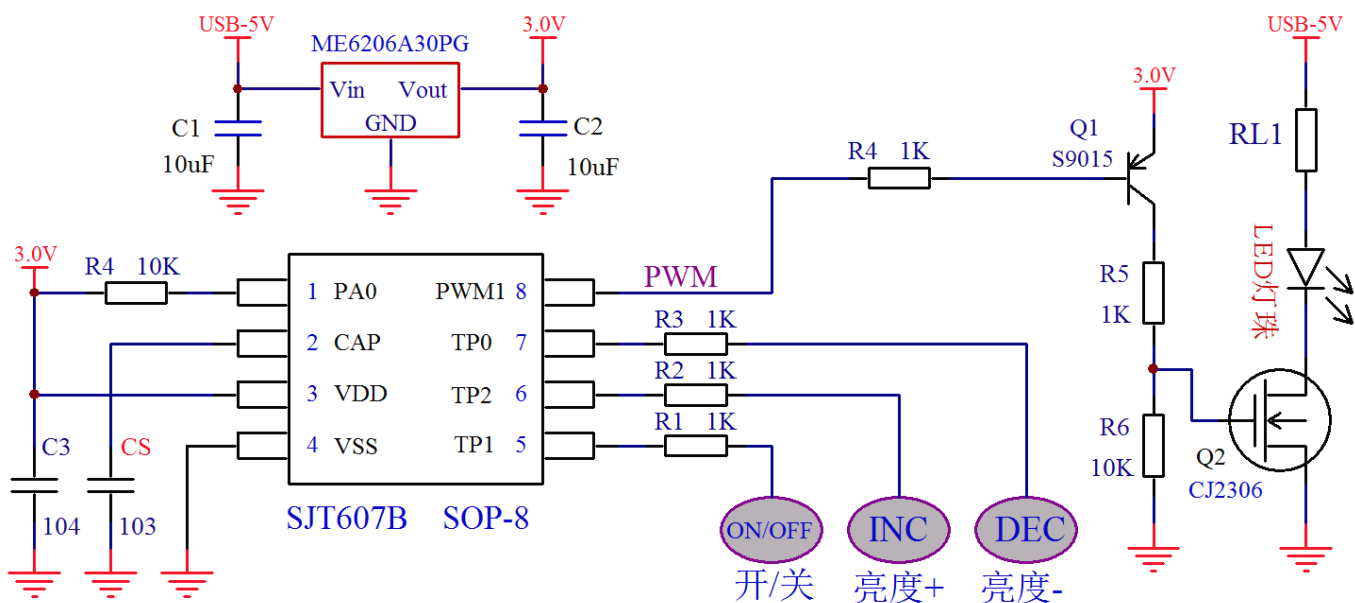 USB-5V
ME6206A30PG
3.0V
Vin
Vout
GND
C1
10uF
C2
10uF
3.0V
R4 10K
1 PA0
2 CAP
3 VDD
4 VSS
PWM1 8
TP0 7
TP2 6
TP1 5
SJT607B SOP-8
C3
104
CS
103
PWM
R3 1K
R2 1K
R1 1K
ON/OFF
开/关
INC
亮度+
DEC
亮度-
R4 1K
3.0V
Q1
S9015
R5
1K
R6
10K
USB-5V
RL1
LED灯珠
Q2
CJ2306